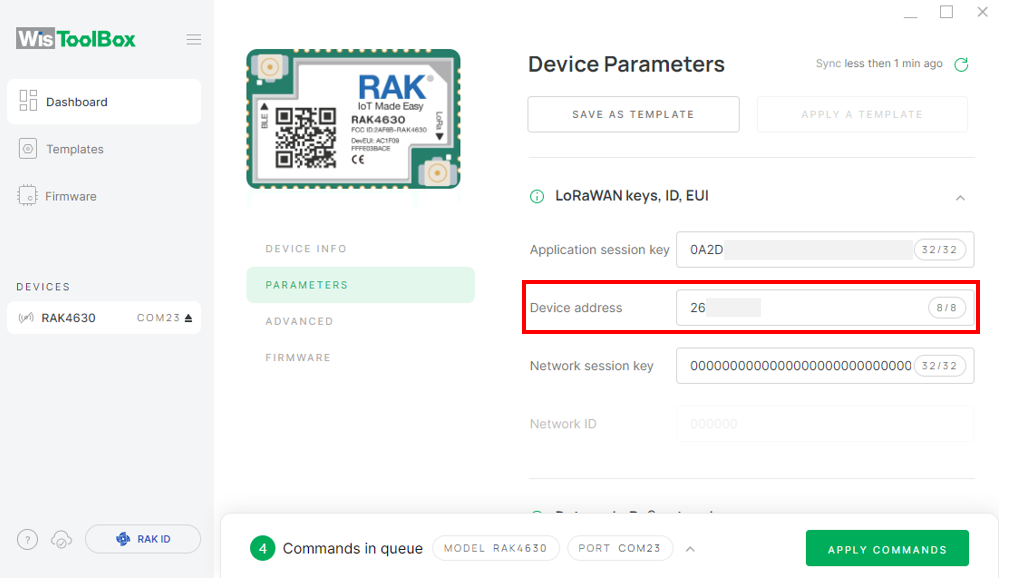 WisToolBox
Dashboard
Templates
Firmware
DEVICES
RAK4630 COM23
?
RAK ID
RAK®
IoT Made Easy
RAK4630
FCC ID:2AF6B-RAK4630
DevEUI: AC1F09
FFFE03BACE
CE
BLE
LoRa
DEVICE INFO
PARAMETERS
ADVANCED
FIRMWARE
Device Parameters
Sync less then 1 min ago
SAVE AS TEMPLATE
APPLY A TEMPLATE
LoRaWAN keys, ID, EUI
Application session key 0A2D 32/32
Device address 26 8/8
Network session key 00000000000000000000000000000 32/32
Network ID 000000
4 Commands in queue MODEL RAK4630 PORT COM23
APPLY COMMANDS